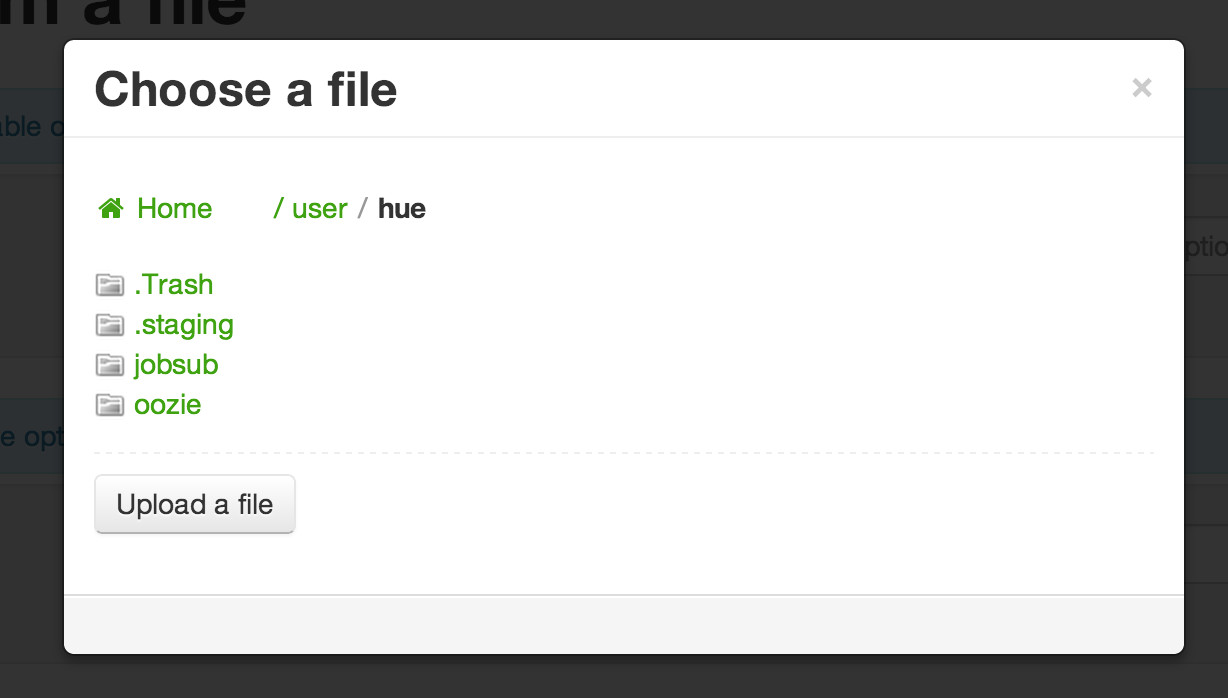 m a file
Choose a file
×
able o
Home / user / hue
ptio
.Trash
.staging
jobsub
oozie
e opt
Upload a file